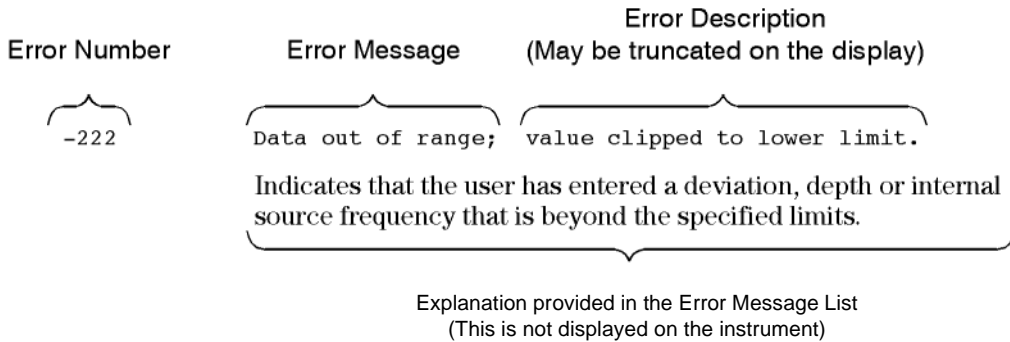 Error Description
Error Number Error Message (May be truncated on the display)
-222 Data out of range; value clipped to lower limit.
Indicates that the user has entered a deviation, depth or internal
source frequency that is beyond the specified limits.
Explanation provided in the Error Message List
(This is not displayed on the instrument)